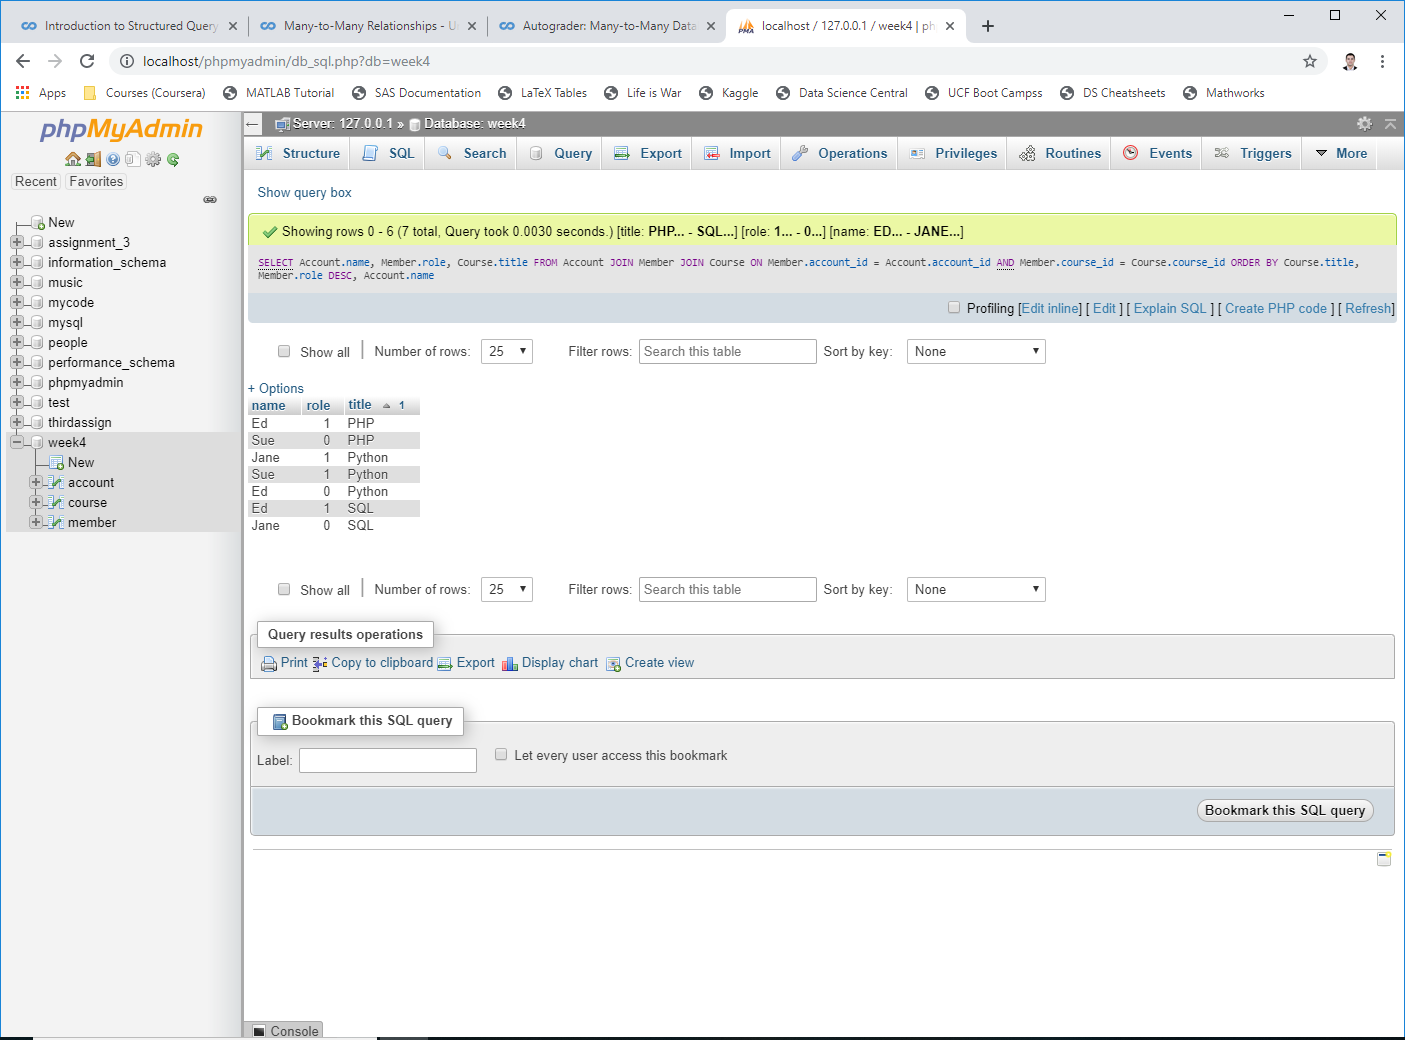 Introduction to Structured Query
Many-to-Many Relationships - U
Autograder: Many-to-Many Data
localhost / 127.0.0.1 / week4 | ph
localhost/phpmyadmin/db_sql.php?db=week4
Apps
Courses (Coursera)
MATLAB Tutorial
SAS Documentation
LaTeX Tables
Life is War
Kaggle
Data Science Central
UCF Boot Campss
DS Cheatsheets
Mathworks
phpMyAdmin
Recent
Favorites
New
assignment_3
information_schema
music
mycode
mysql
people
performance_schema
phpmyadmin
test
thirdassign
week4
New
account
course
member
Server: 127.0.0.1 » Database: week4
Structure
SQL
Search
Query
Export
Import
Operations
Privileges
Routines
Events
Triggers
More
Show query box
Showing rows 0 - 6 (7 total, Query took 0.0030 seconds.) [title: PHP... - SQL...] [role: 1... - 0...] [name: ED... - JANE...]
SELECT Account.name, Member.role, Course.title FROM Account JOIN Member JOIN Course ON Member.account_id = Account.account_id AND Member.course_id = Course.course_id ORDER BY Course.title,
Member.role DESC, Account.name
Profiling [Edit inline] [ Edit ] [ Explain SQL ] [ Create PHP code ] [ Refresh]
Show all
Number of rows: 25
Filter rows: Search this table
Sort by key: None
+ Options
name role title 1
Ed 1 PHP
Sue 0 PHP
Jane 1 Python
Sue 1 Python
Ed 0 Python
Ed 1 SQL
Jane 0 SQL
Show all
Number of rows: 25
Filter rows: Search this table
Sort by key: None
Query results operations
Print Copy to clipboard Export Display chart Create view
Bookmark this SQL query
Label:
Let every user access this bookmark
Bookmark this SQL query
Console